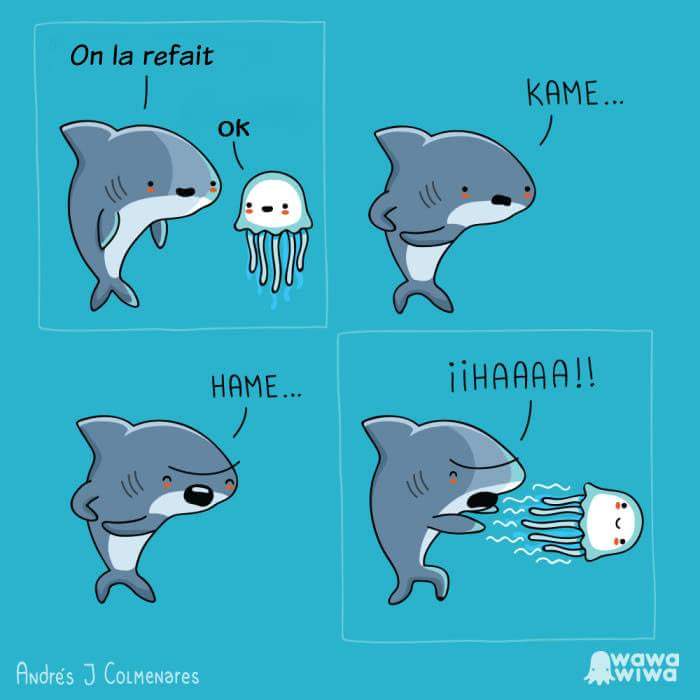 On la refait
OK
KAME...
HAME...
¡¡HAAAA!!
Andrés J Colmenares
wawa
wiwa